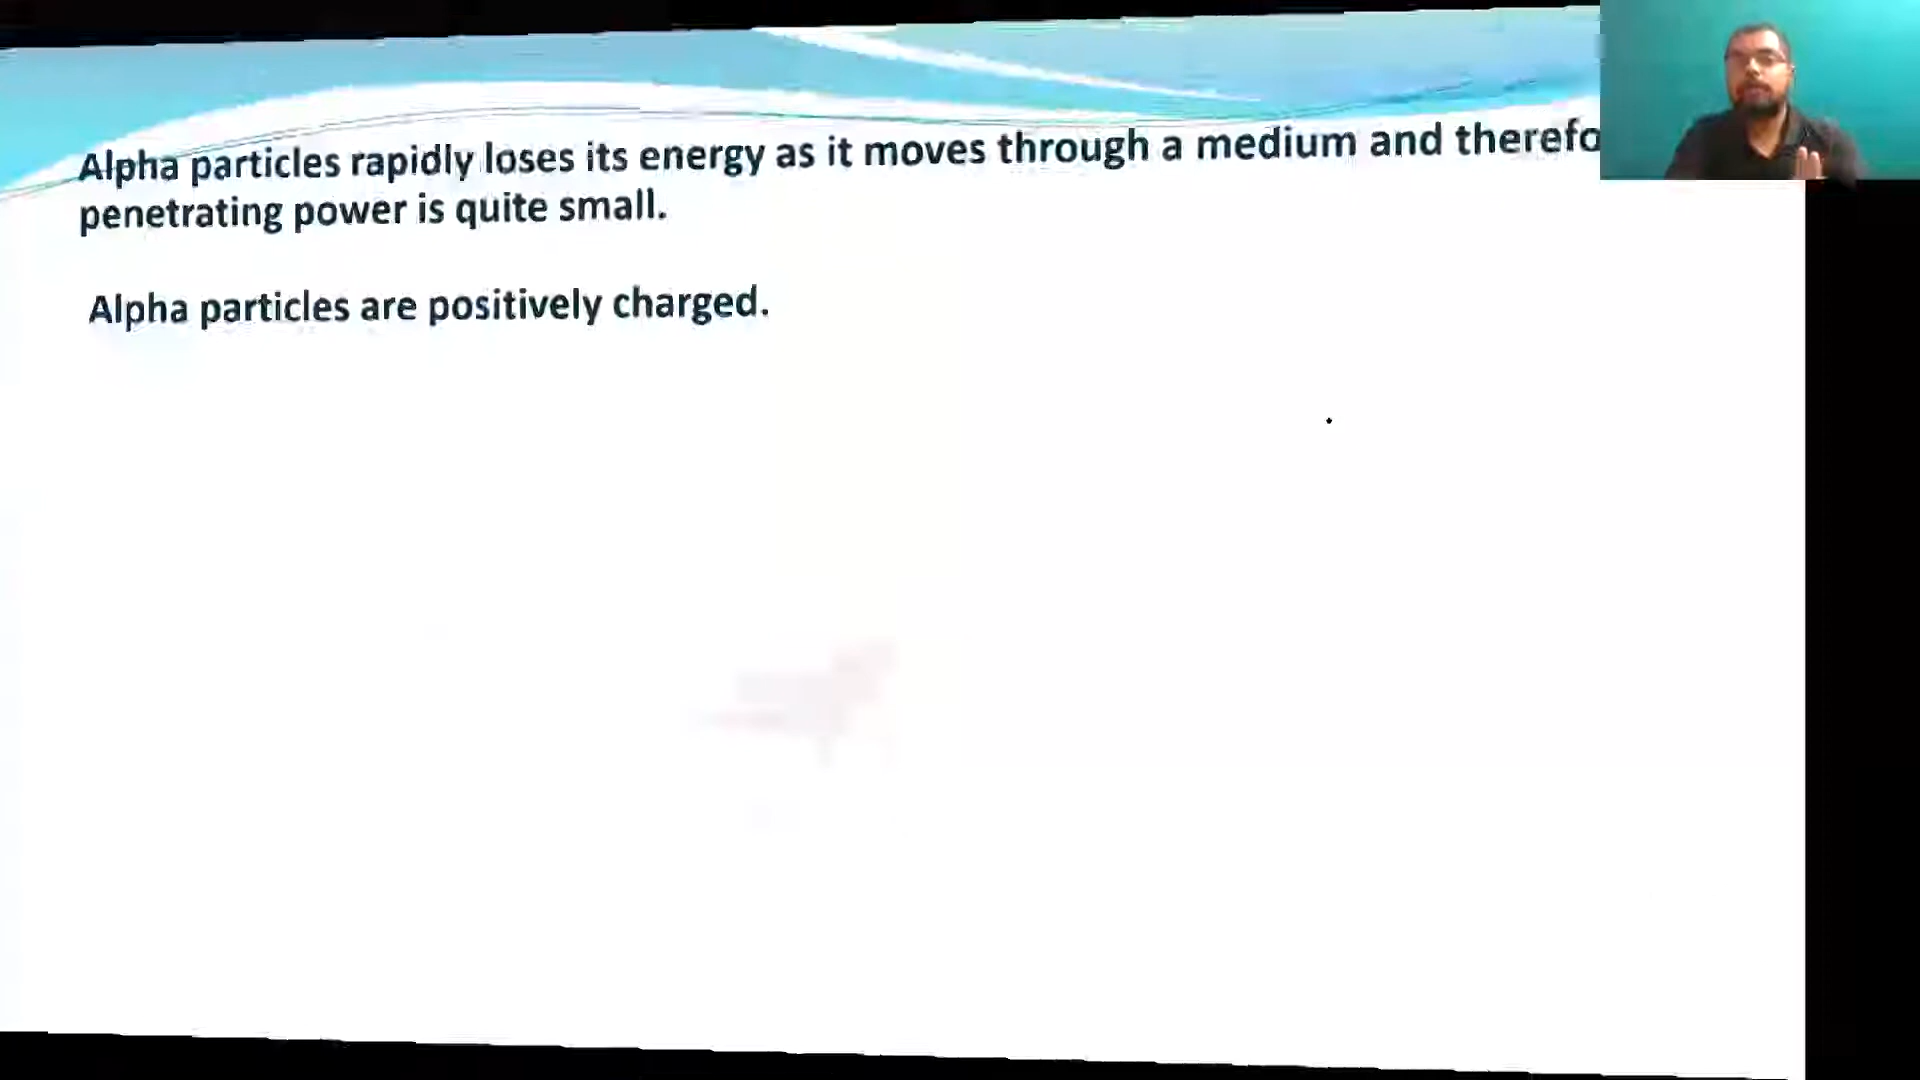 Alpha particles rapidly loses its energy as it moves through a medium and therefo
penetrating power is quite small.
Alpha particles are positively charged.